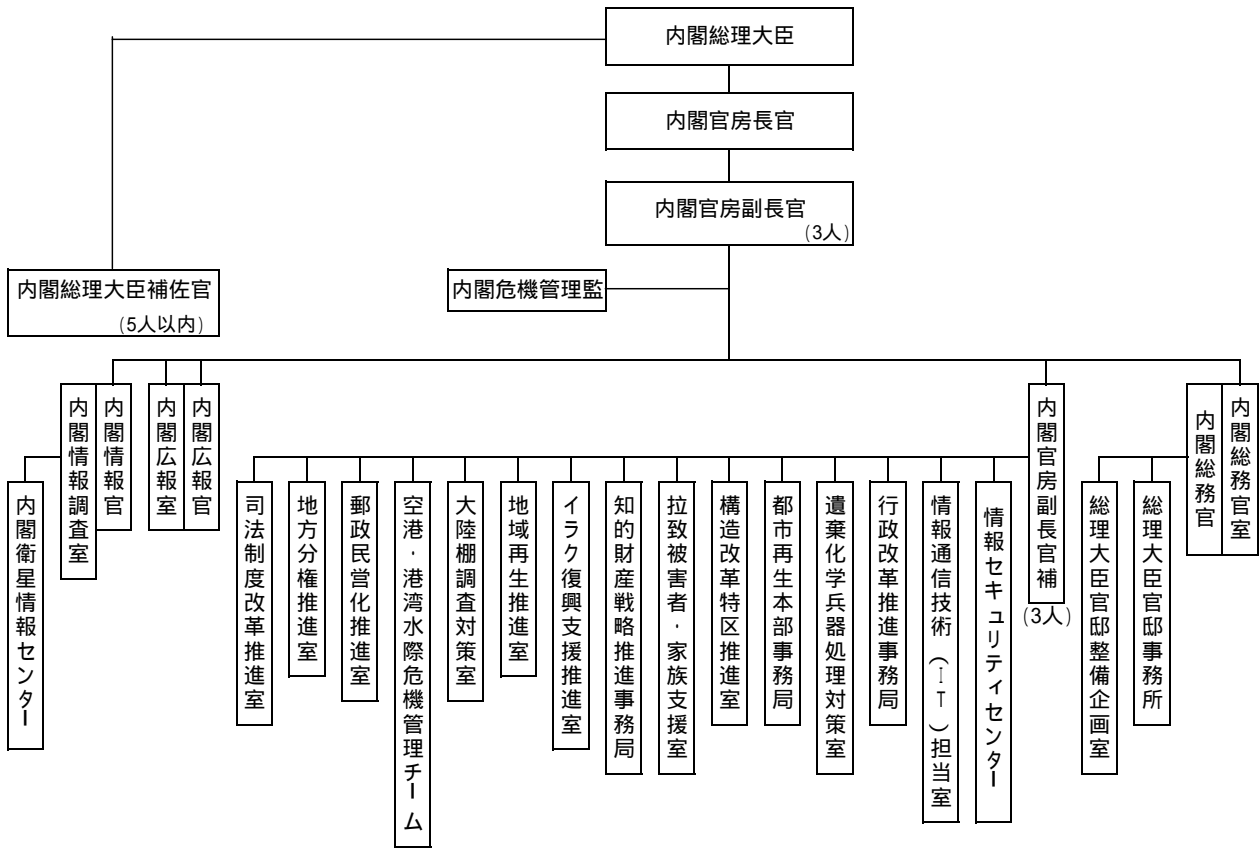 内閣総理大臣
内閣官房長官
内閣官房副長官
(3人)
内閣総理大臣補佐官
(5人以内)
内閣危機管理監
内閣情報調査室
内閣情報官
内閣広報室
内閣広報官
内閣官房副長官補
(3人)
内閣総務官
内閣総務官室
内閣衛星情報センター
司法制度改革推進室
地方分権推進室
郵政民営化推進室
空港・港湾水際危機管理チーム
大陸棚調査対策室
地域再生推進室
イラク復興支援推進室
知的財産戦略推進事務局
拉致被害者・家族支援室
構造改革特区推進室
都市再生本部事務局
遺棄化学兵器処理対策室
行政改革推進事務局
情報通信技術(IT)担当室
情報セキュリティセンター
総理大臣官邸整備企画室
総理大臣官邸事務所